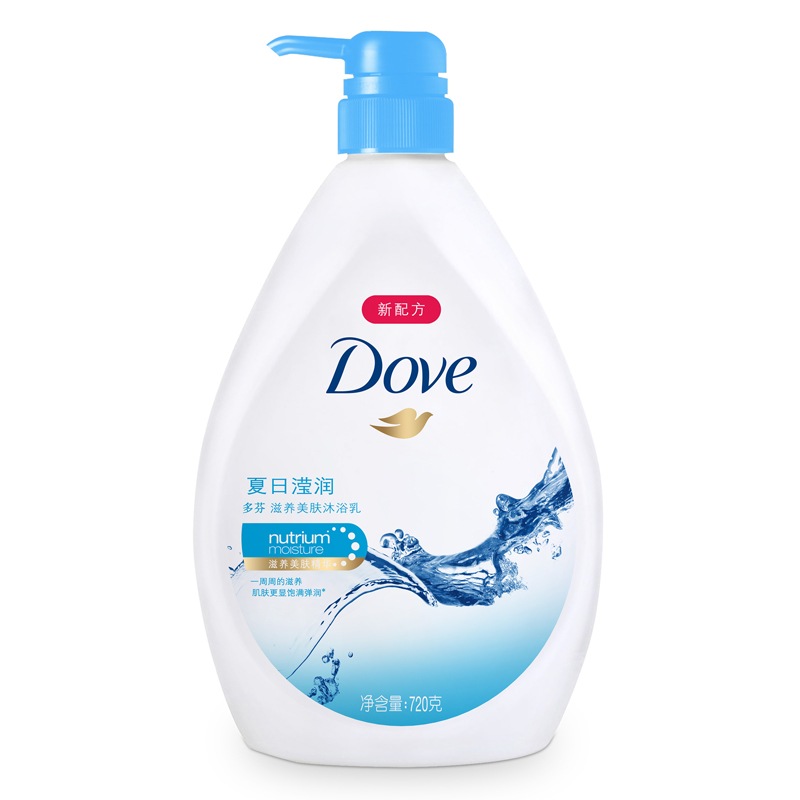 新配方
Dove
夏日滢润
多芬 滋养美肤沐浴乳
nutrium
moisture
滋养美肤精华
一周周的滋养
肌肤更显饱满弹润*
净含量:720克